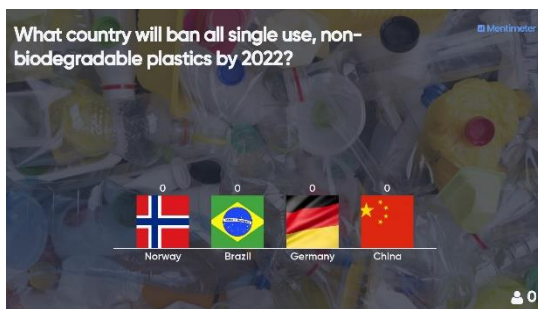 What country will ban all single use, non-
biodegradable plastics by 2022?
Mentimeter
0 0 0 0
Norway Brazil Germany China
0